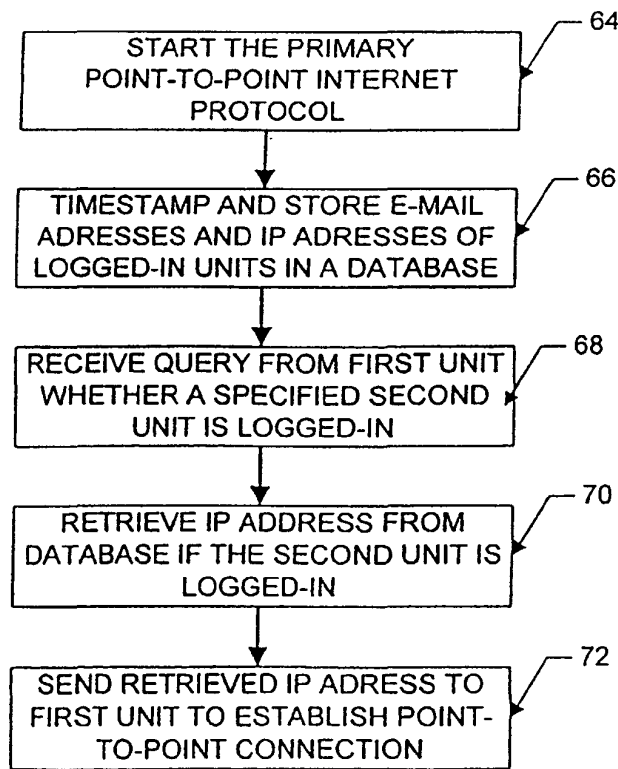 START THE PRIMARY
POINT-TO-POINT INTERNET
PROTOCOL
64
TIMESTAMP AND STORE E-MAIL
ADRESSES AND IP ADRESSES OF
LOGGED-IN UNITS IN A DATABASE
66
RECEIVE QUERY FROM FIRST UNIT
WHETHER A SPECIFIED SECOND
UNIT IS LOGGED-IN
68
RETRIEVE IP ADDRESS FROM
DATABASE IF THE SECOND UNIT IS
LOGGED-IN
70
SEND RETRIEVED IP ADRESS TO
FIRST UNIT TO ESTABLISH POINT-
TO-POINT CONNECTION
72